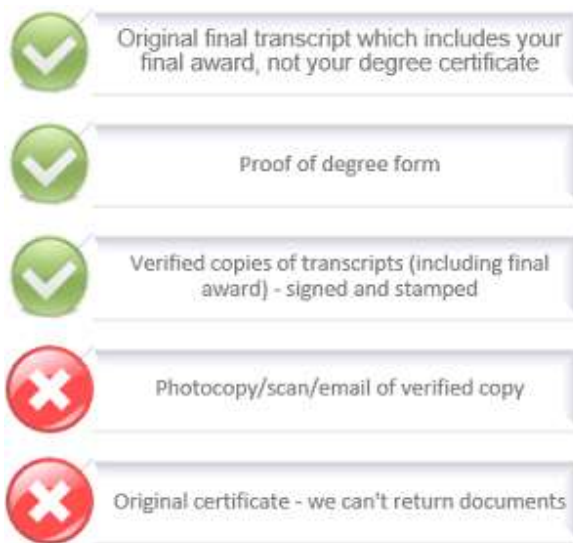 Original final transcript which includes your
final award, not your degree certificate
Proof of degree form
Verified copies of transcripts (including final
award) - signed and stamped
Photocopy/scan/email of verified copy
Original certificate - we can't return documents